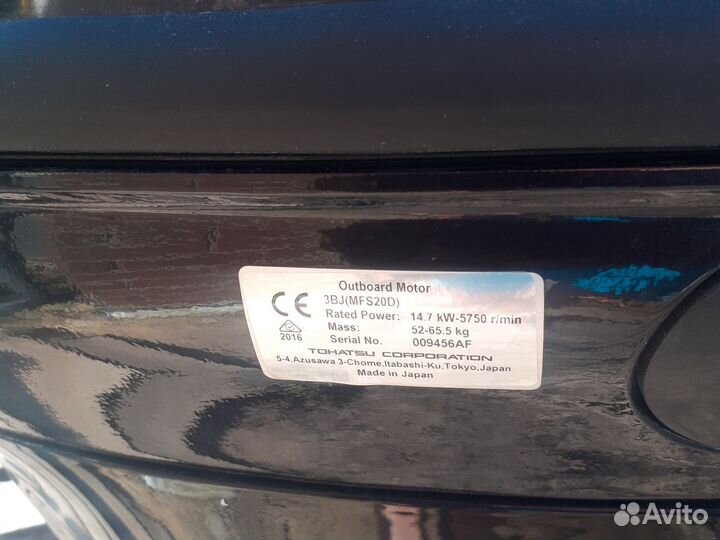 Outboard Motor
CE 3BJ(MFS20D)
Rated Power: 14.7 kW-5750 r/min
Mass: 52-65.5 kg
2016 Serial No. 009456AF
TOHATSU CORPORATION
5-4,Azusawa 3-Chome,Itabashi-Ku,Tokyo,Japan
Made in Japan
Avito